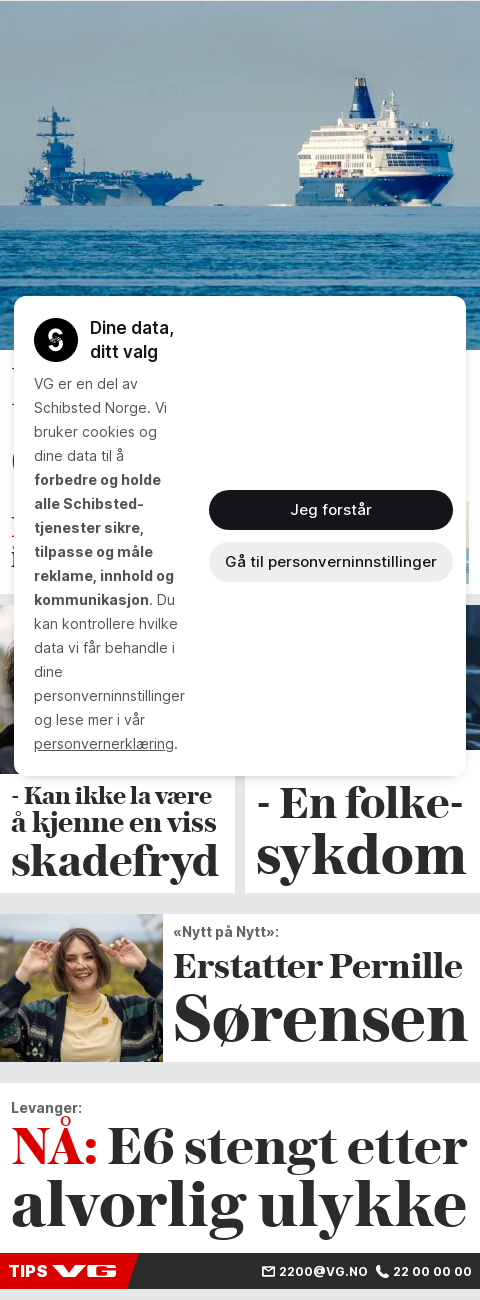 Dine data,
ditt valg
VG er en del av
Schibsted Norge. Vi
bruker cookies og
dine data til å
forbedre og holde
alle Schibsted-
tjenester sikre,
tilpasse og måle
reklame, innhold og
kommunikasjon. Du
kan kontrollere hvilke
data vi får behandle i
dine
personverninnstillinger
og lese mer i vår
personvernerklæring.
Jeg forstår
Gå til personverninnstillinger
- Kan ikke la være
å kjenne en viss
skadefryd
- En folke-
sykdom
«Nytt på Nytt»:
Erstatter Pernille
Sørensen
Levanger:
NÅ: E6 stengt etter
alvorlig ulykke
TIPS VG
2200@VG.NO 22 00 00 00